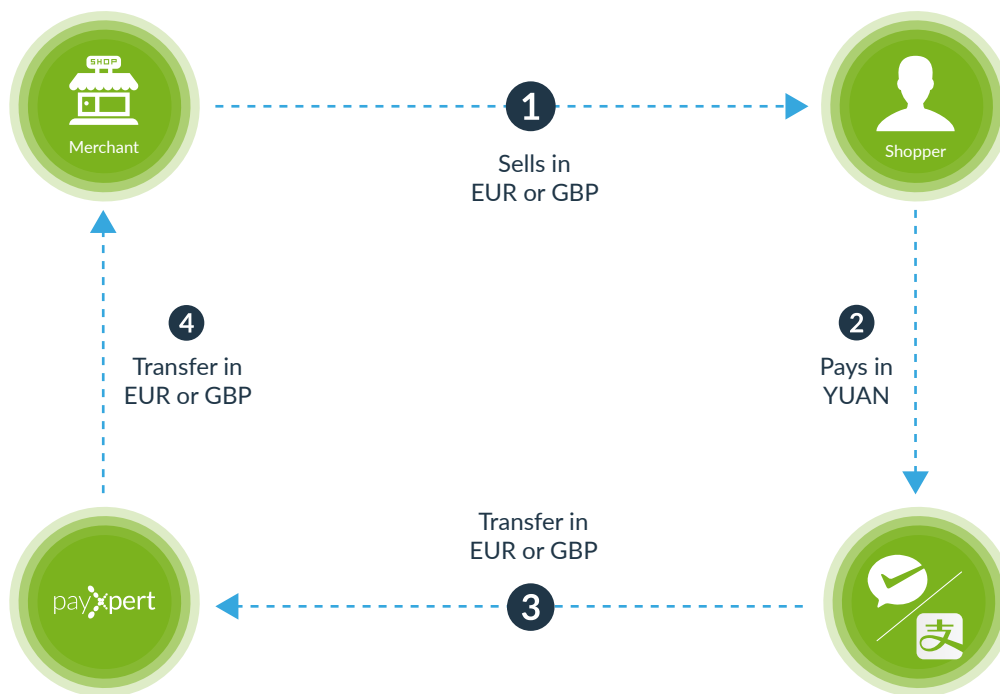 SHOP
Merchant
1
Sells in
EUR or GBP
Shopper
4
Transfer in
EUR or GBP
2
Pays in
YUAN
payXpert
Transfer in
EUR or GBP
3
支